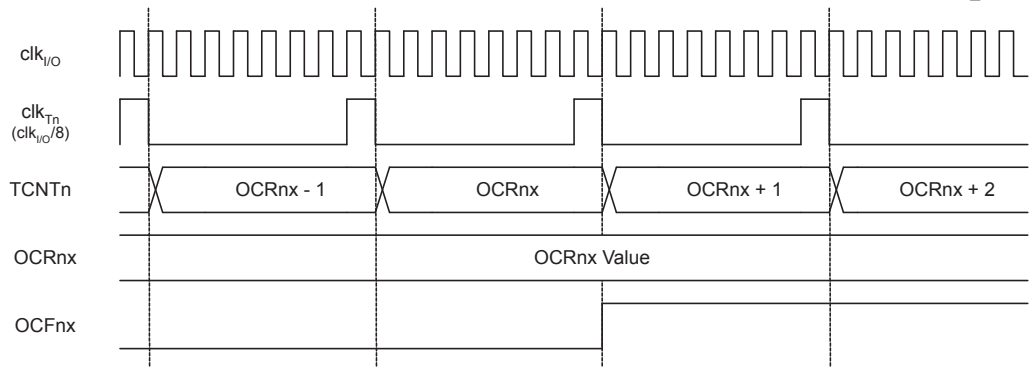 clkI/O
clkTn
(clkI/O/8)
TCNTn OCRnx - 1 OCRnx OCRnx + 1 OCRnx + 2
OCRnx OCRnx Value
OCFnx